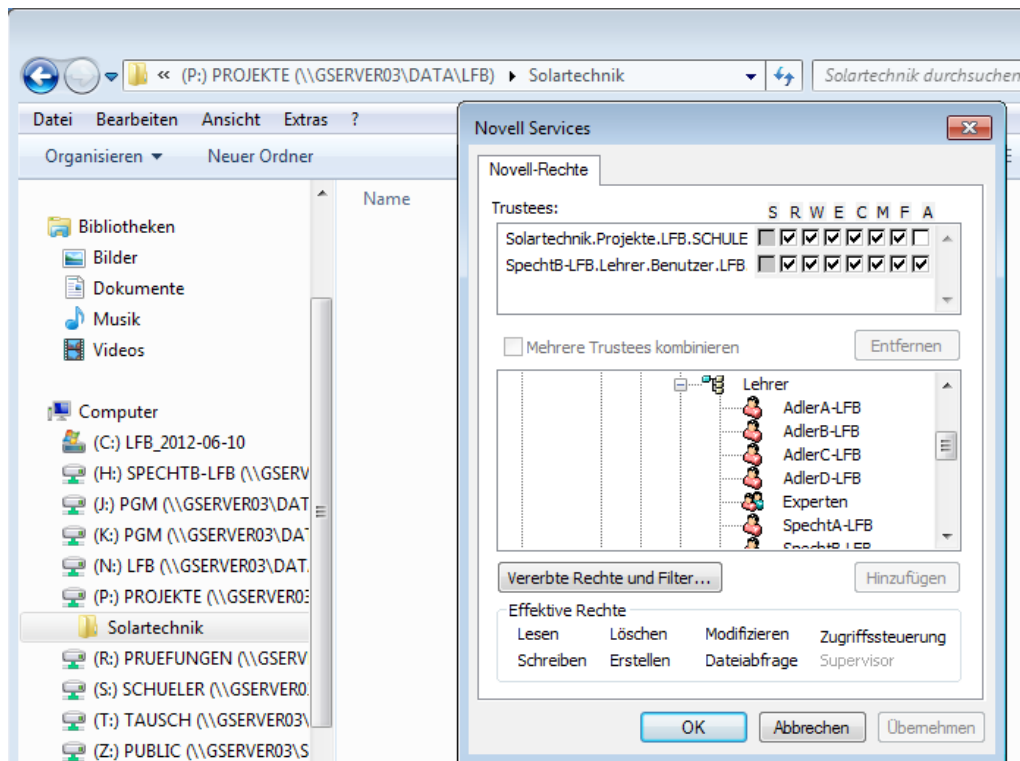 « (P:) PROJEKTE (\\GSERVER03\DATA\LFB) ▸ Solartechnik
Solartechnik durchsuchen
Datei Bearbeiten Ansicht Extras ?
Organisieren ▾ Neuer Ordner
Name
Bibliotheken
Bilder
Dokumente
Musik
Videos
Computer
(C:) LFB_2012-06-10
(H:) SPECHTB-LFB (\\GSERV
(J:) PGM (\\GSERVER03\DAT
(K:) PGM (\\GSERVER03\DA
(N:) LFB (\\GSERVER03\DAT.
(P:) PROJEKTE (\\GSERVER03
Solartechnik
(R:) PRUEFUNGEN (\\GSERV
(S:) SCHUELER (\\GSERVER0
(T:) TAUSCH (\\GSERVER03\
(Z:) PUBLIC (\\GSERVER03\S
Novell Services
Novell-Rechte
Trustees: S R W E C M F A
Solartechnik.Projekte.LFB.SCHULE
SpechtB-LFB.Lehrer.Benutzer.LFB.
Mehrere Trustees kombinieren
Entfernen
Lehrer
AdlerA-LFB
AdlerB-LFB
AdlerC-LFB
AdlerD-LFB
Experten
SpechtA-LFB
SpechtB-LFB
Vererbte Rechte und Filter...
Hinzufügen
Effektive Rechte
Lesen Löschen Modifizieren Zugriffssteuerung
Schreiben Erstellen Dateiabfrage Supervisor
OK Abbrechen Übernehmen